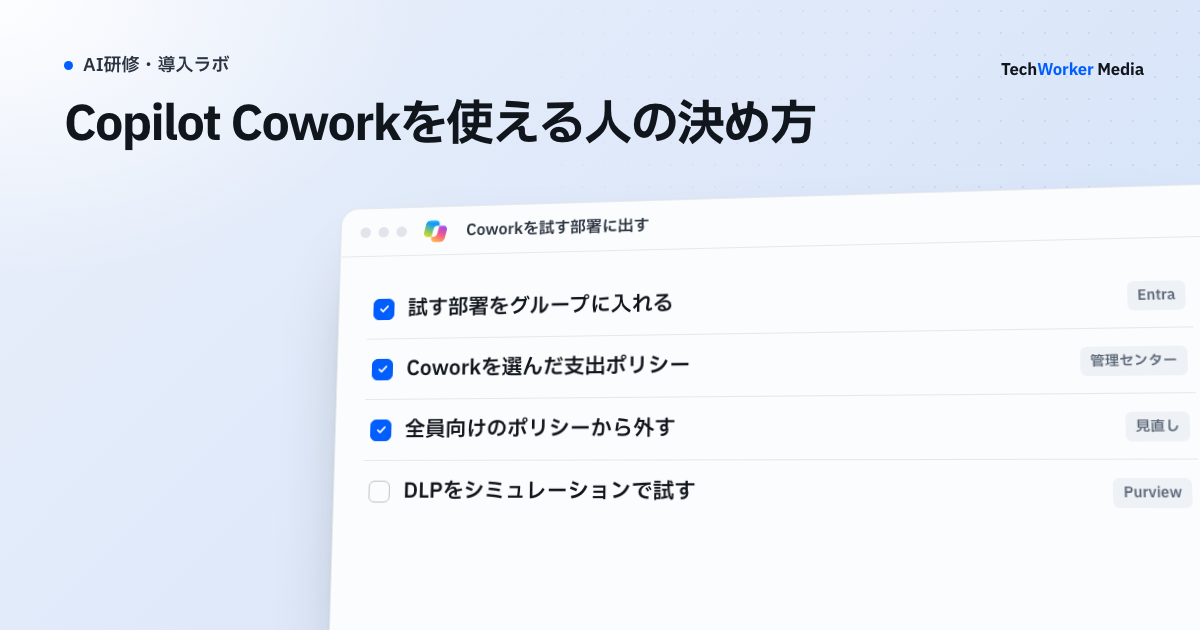 AI研修・導入ラボ
TechWorker Media
Copilot Coworkを使える人の決め方
Coworkを試す部署に出す
試す部署をグループに入れる
Entra
Coworkを選んだ支出ポリシー
管理センター
全員向けのポリシーから外す
見直し
DLPをシミュレーションで試す
Purview